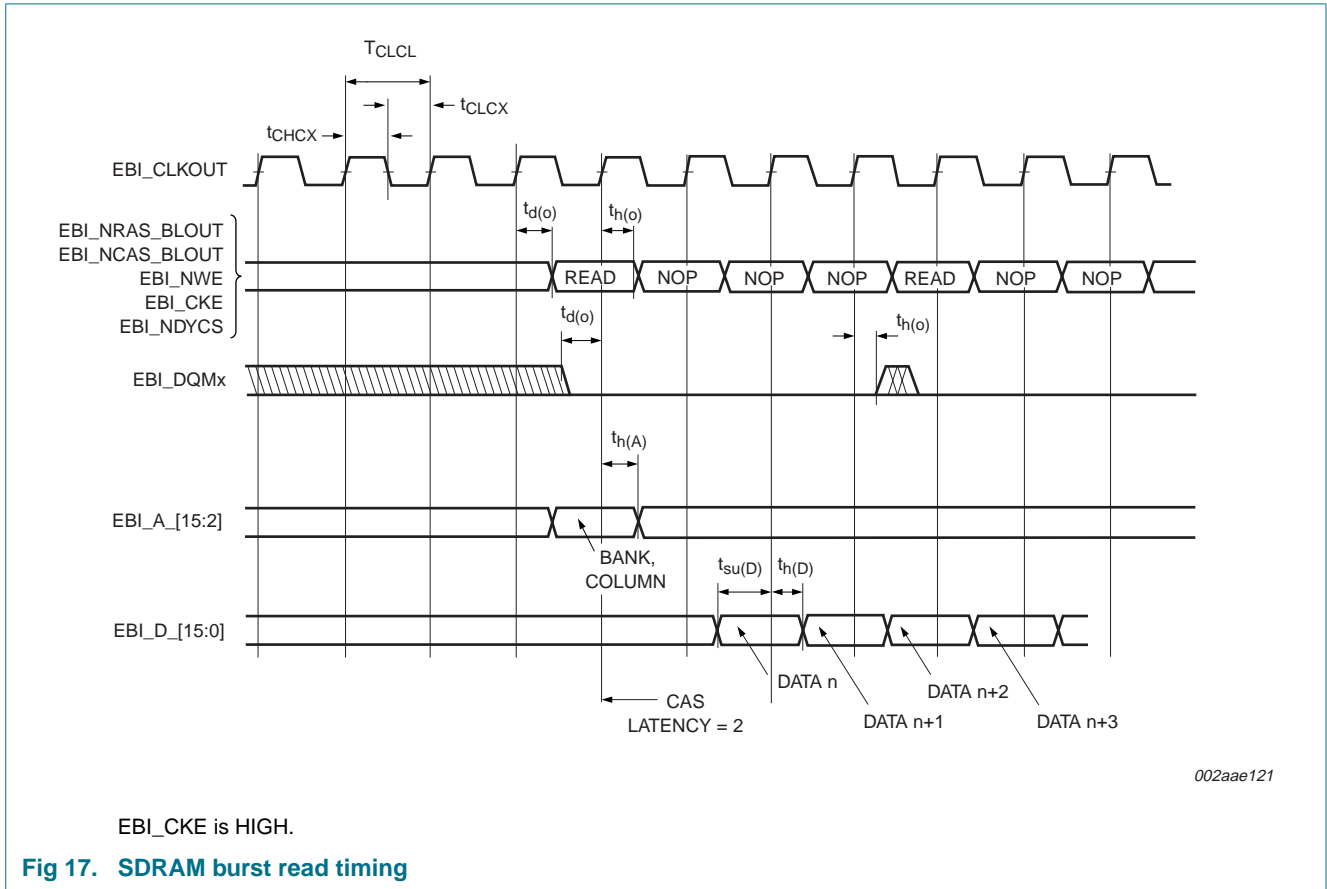 TCLCL
tCLCX
tCHCX
EBI_CLKOUT
td(o)
th(o)
EBI_NRAS_BLOUT
EBI_NCAS_BLOUT
EBI_NWE
EBI_CKE
EBI_NDYCS
READ NOP NOP NOP READ NOP NOP
td(o)
th(o)
EBI_DQMx
th(A)
EBI_A_[15:2]
BANK,
COLUMN
tsu(D)
th(D)
EBI_D_[15:0]
DATA n
DATA n+1
DATA n+2
DATA n+3
CAS
LATENCY = 2
002aae121
EBI_CKE is HIGH.
Fig 17. SDRAM burst read timing